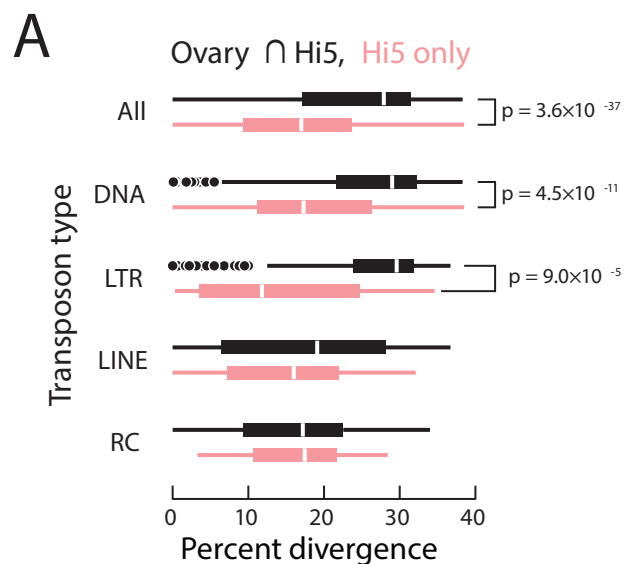 A
Ovary ∩ Hi5, Hi5 only
All
p = 3.6×10 -37
DNA
p = 4.5×10 -11
LTR
p = 9.0×10 -5
LINE
RC
Transposon type
0 10 20 30 40
Percent divergence